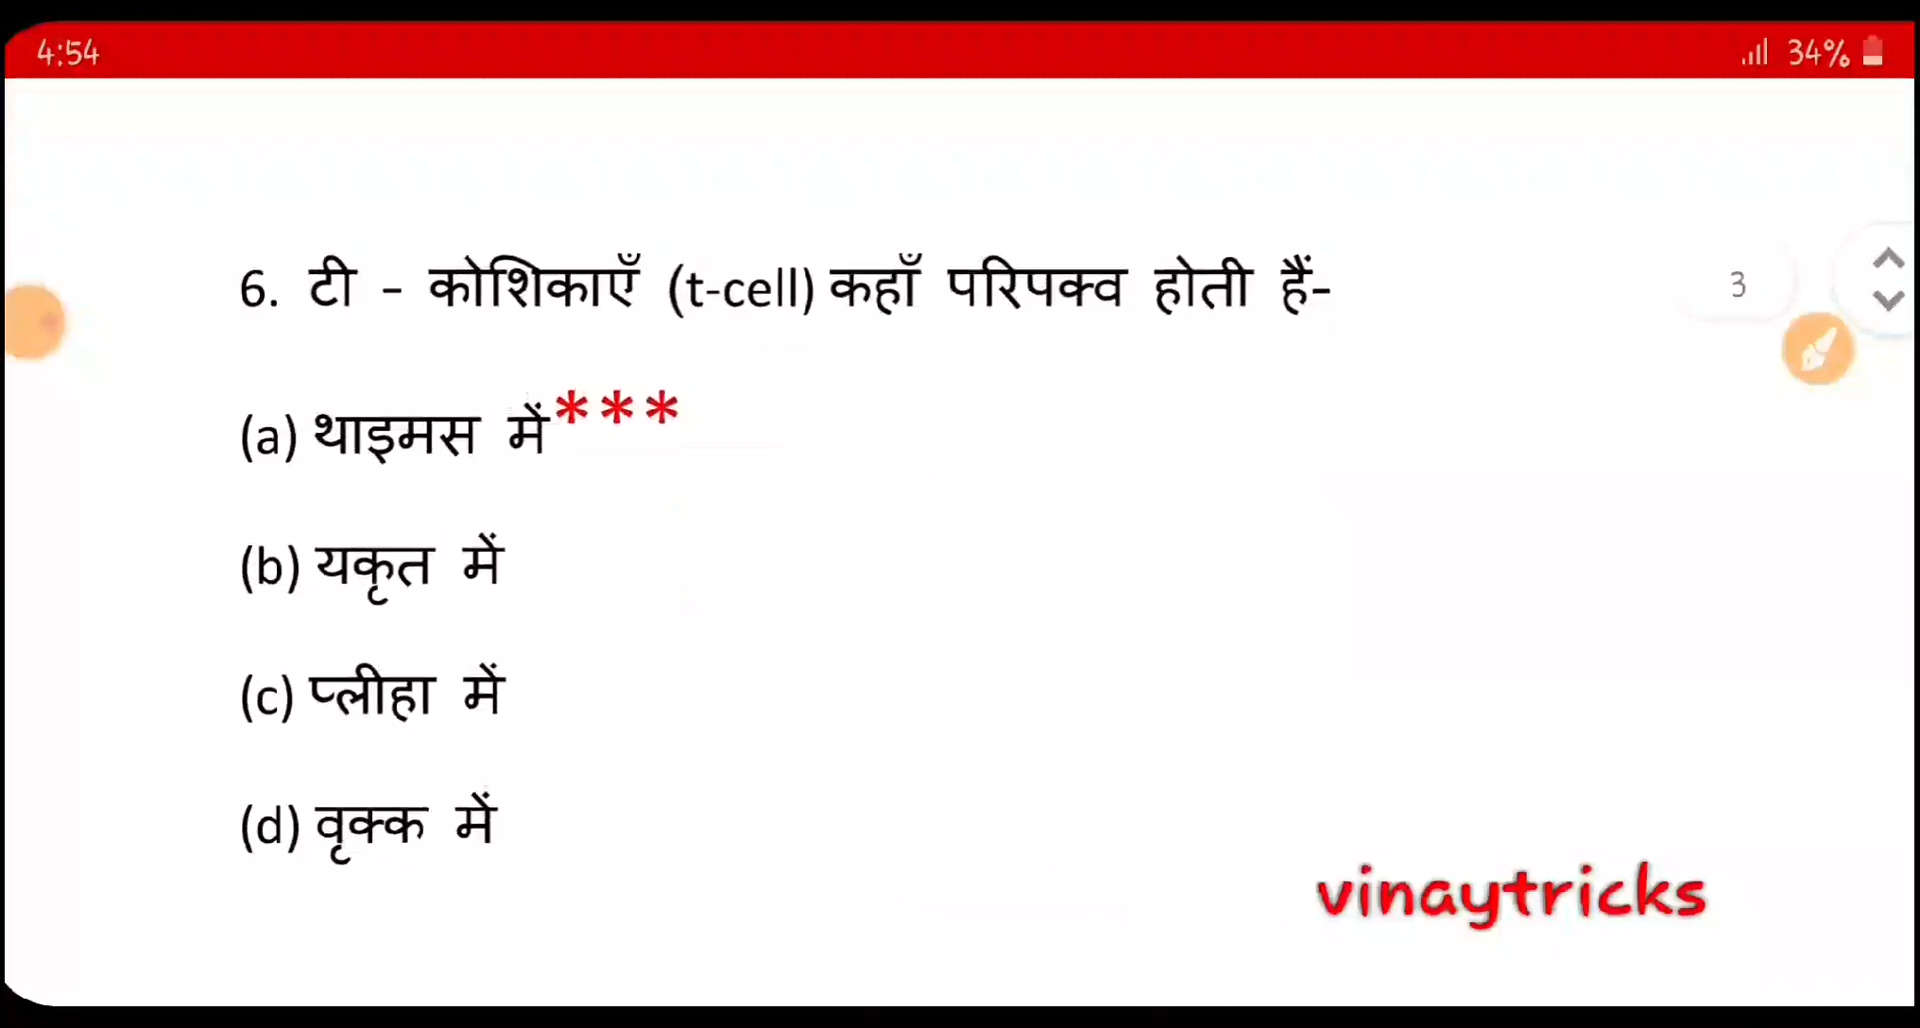 4:54
34%
6. टी - कोशिकाएँ (t-cell) कहाँ परिपक्व होती हैं-
3
(a) थाइमस में***
(b) यकृत में
(c) प्लीहा में
(d) वृक्क में
vinaytricks